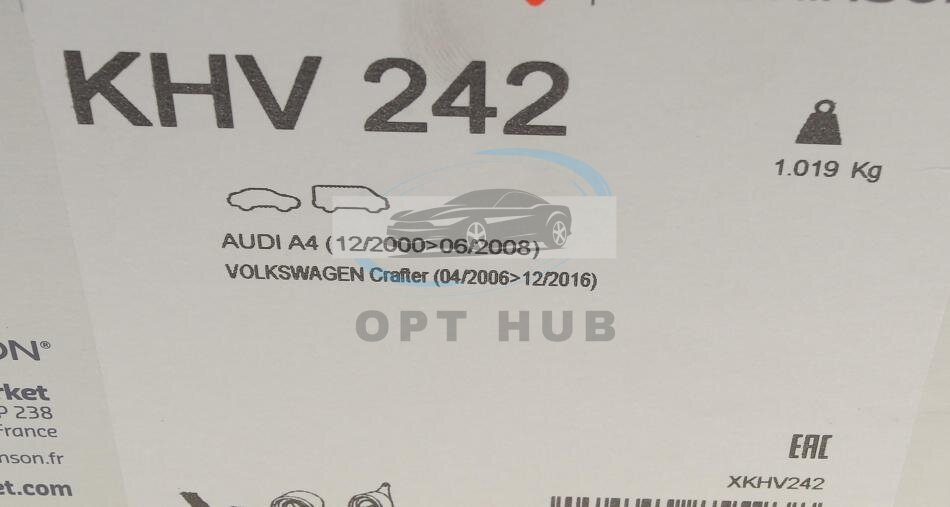 KHV 242
1.019 Kg
AUDI A4 (12/2000>06/2008)
VOLKSWAGEN Crafter (04/2006>12/2016)
OPT HUB
ON®
rket
P 238
France
nson.fr
et.com
EAC
XKHV242